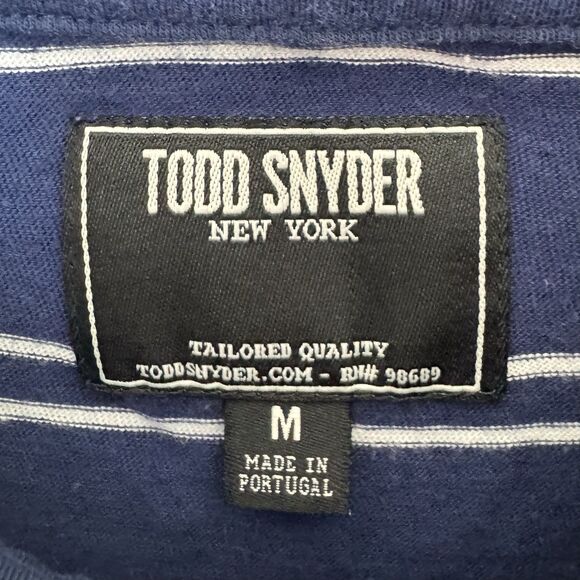 TODD SNYDER
NEW YORK
TAILORED QUALITY
TODDSNYDER.COM - RN# 98689
M
MADE IN
PORTUGAL